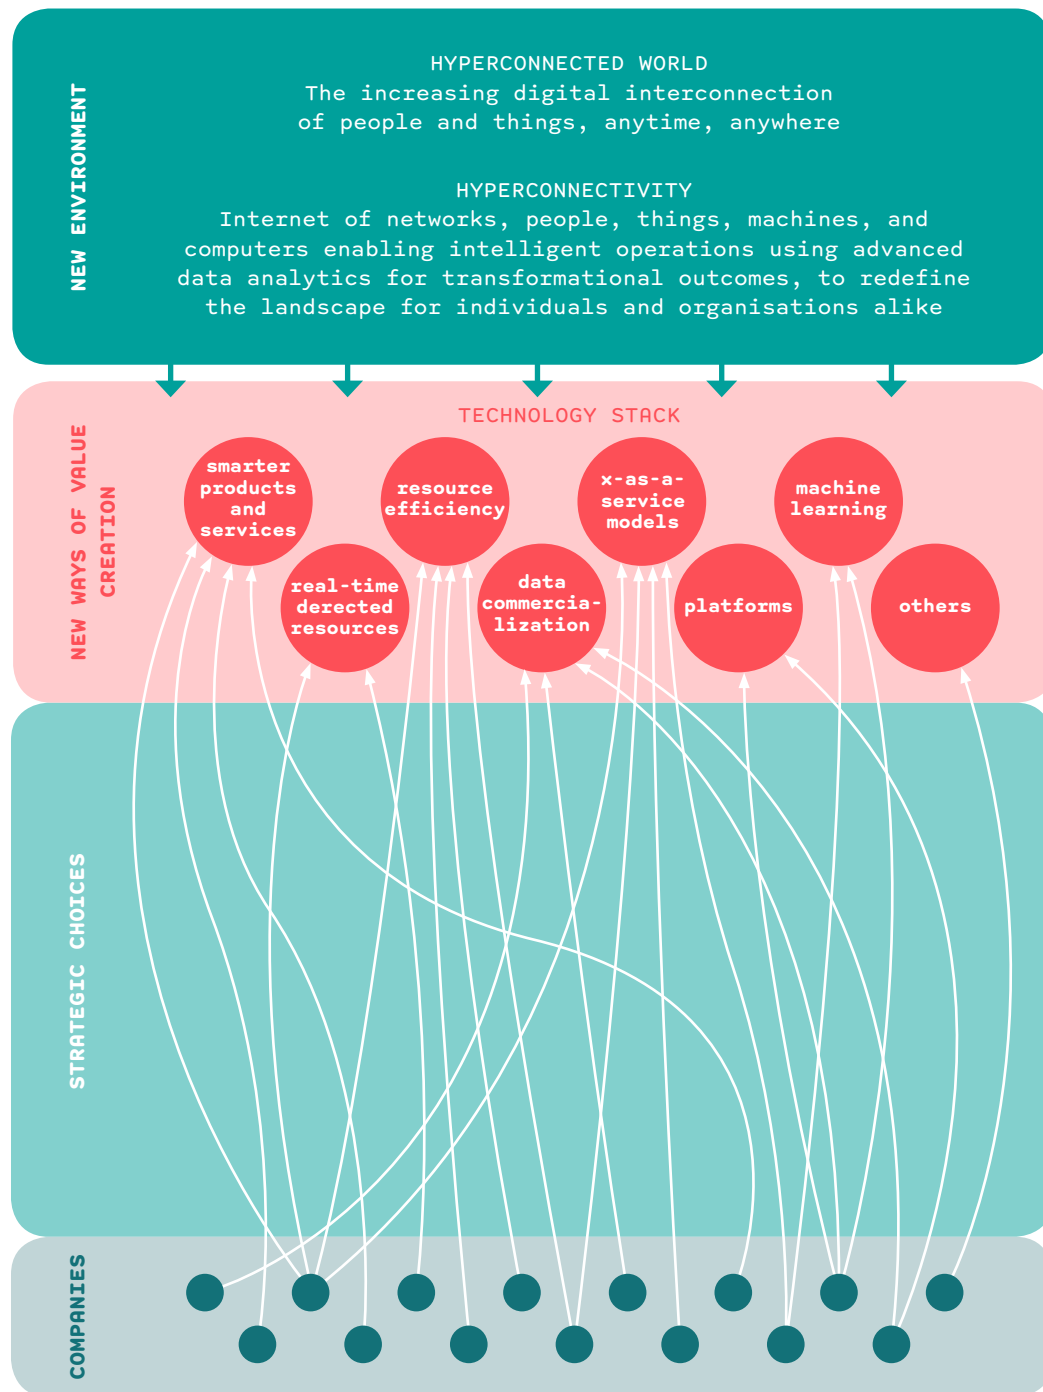 NEW ENVIRONMENT
HYPERCONNECTED WORLD
The increasing digital interconnection
of people and things, anytime, anywhere
HYPERCONNECTIVITY
Internet of networks, people, things, machines, and
computers enabling intelligent operations using advanced
data analytics for transformational outcomes, to redefine
the landscape for individuals and organisations alike
NEW WAYS OF VALUE
CREATION
TECHNOLOGY STACK
smarter
products
and
services
resource
efficiency
x-as-a-
service
models
machine
learning
real-time
derected
resources
data
commercia-
lization
platforms
others
STRATEGIC CHOICES
COMPANIES